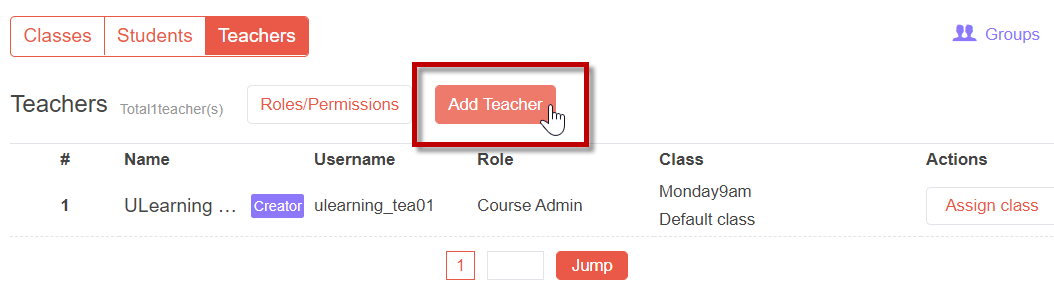 Classes Students Teachers
Groups
Teachers Total1teacher(s) Roles/Permissions Add Teacher
# Name Username Role Class Actions
1 ULearning ... Creator ulearning_tea01 Course Admin Monday9am Assign class
Default class
1 Jump